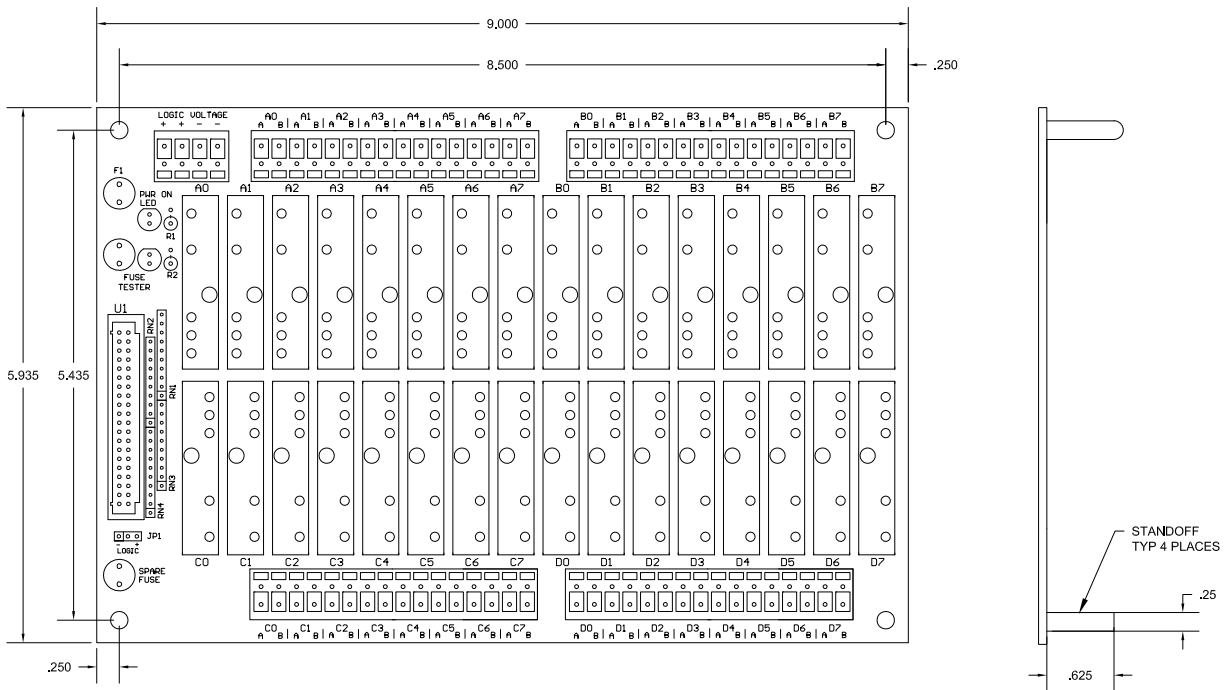 9.000
8.500
.250
LOGIC VOLTAGE
+ + - -
A0 A1 A2 A3 A4 A5 A6 A7
A B | A B | A B | A B | A B | A B | A B | A B
B0 B1 B2 B3 B4 B5 B6 B7
A B | A B | A B | A B | A B | A B | A B | A B
F1
PWR ON
LED
R1
R2
FUSE
TESTER
A0 A1 A2 A3 A4 A5 A6 A7 B0 B1 B2 B3 B4 B5 B6 B7
U1
RN2
RN1
RN3
RN4
5.935
5.435
JP1
- +
LOGIC
SPARE
FUSE
C0 C1 C2 C3 C4 C5 C6 C7 D0 D1 D2 D3 D4 D5 D6 D7
C0 C1 C2 C3 C4 C5 C6 C7
A B | A B | A B | A B | A B | A B | A B | A B
D0 D1 D2 D3 D4 D5 D6 D7
A B | A B | A B | A B | A B | A B | A B | A B
.250
STANDOFF
TYP 4 PLACES
.25
.625